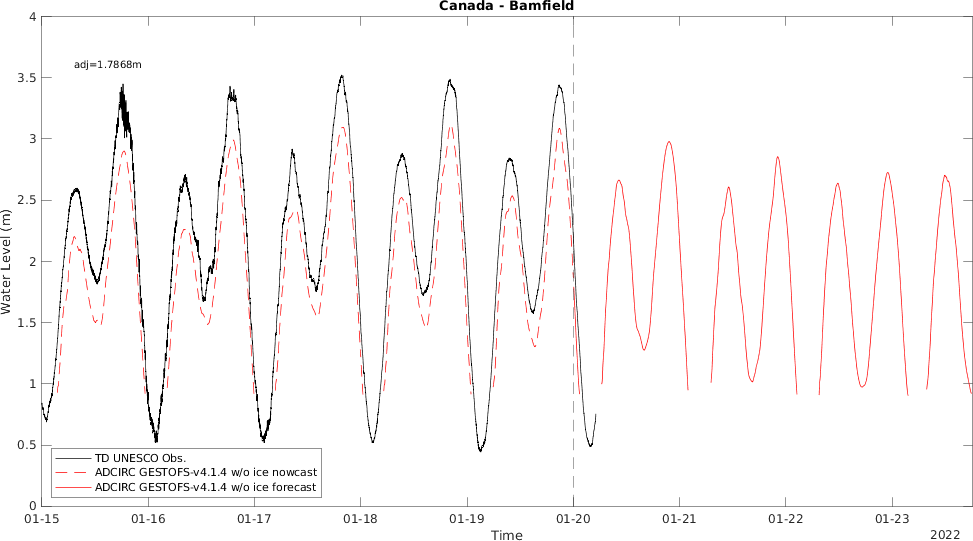 Canada - Bamfield
adj=1.7868m
4
3.5
3
2.5
2
1.5
1
0.5
0
Water Level (m)
TD UNESCO Obs.
ADCIRC GESTOFS-v4.1.4 w/o ice nowcast
ADCIRC GESTOFS-v4.1.4 w/o ice forecast
01-15 01-16 01-17 01-18 01-19 01-20 01-21 01-22 01-23
Time
2022